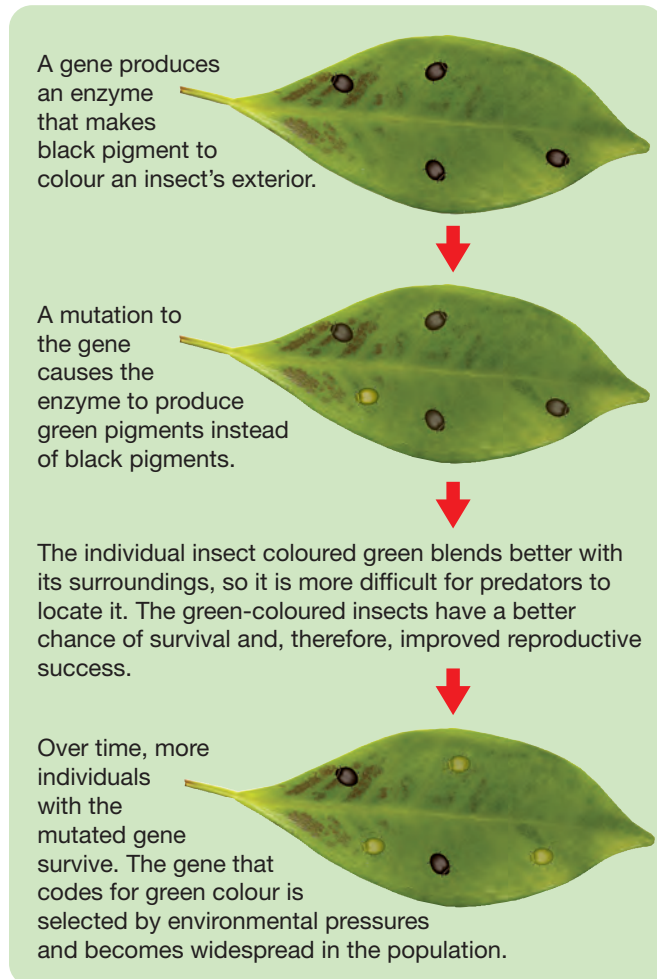 A gene produces
an enzyme
that makes
black pigment to
colour an insect's exterior.
A mutation to
the gene
causes the
enzyme to produce
green pigments instead
of black pigments.
The individual insect coloured green blends better with
its surroundings, so it is more difficult for predators to
locate it. The green-coloured insects have a better
chance of survival and, therefore, improved reproductive
success.
Over time, more
individuals
with the
mutated gene
survive. The gene that
codes for green colour is
selected by environmental pressures
and becomes widespread in the population.